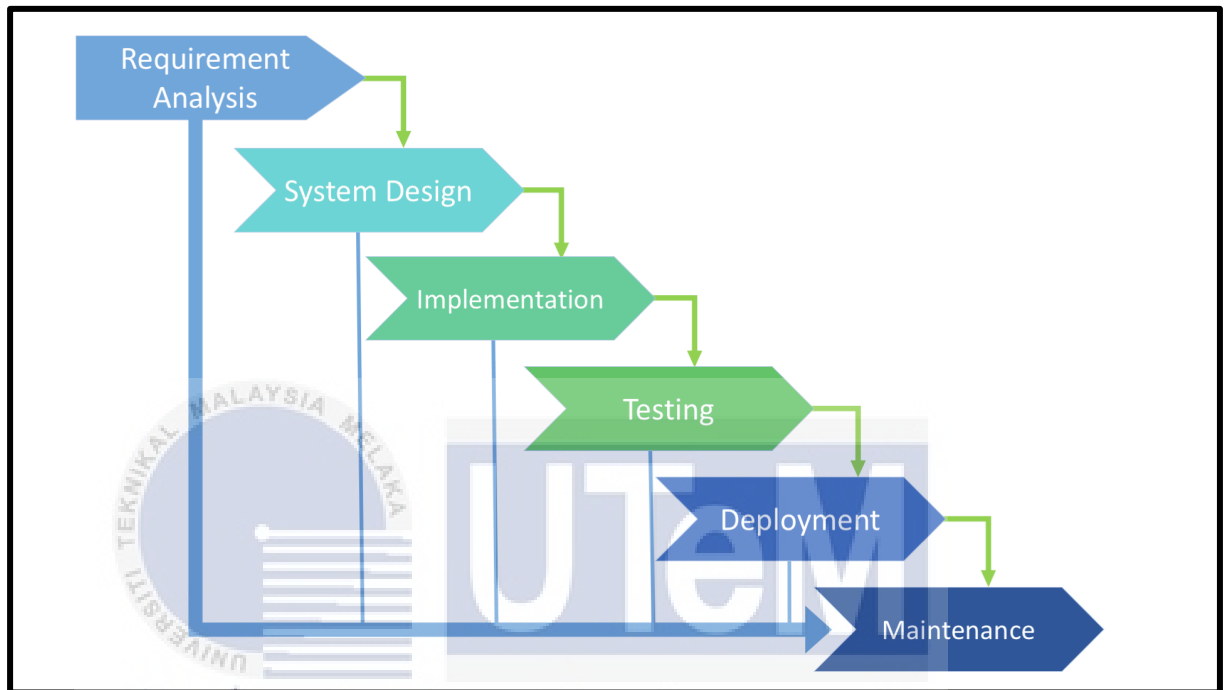 Requirement
Analysis
System Design
Implementation
Testing
Deployment
Maintenance
UNIVERSITI TEKNIKAL MALAYSIA MELAKA
UTeM